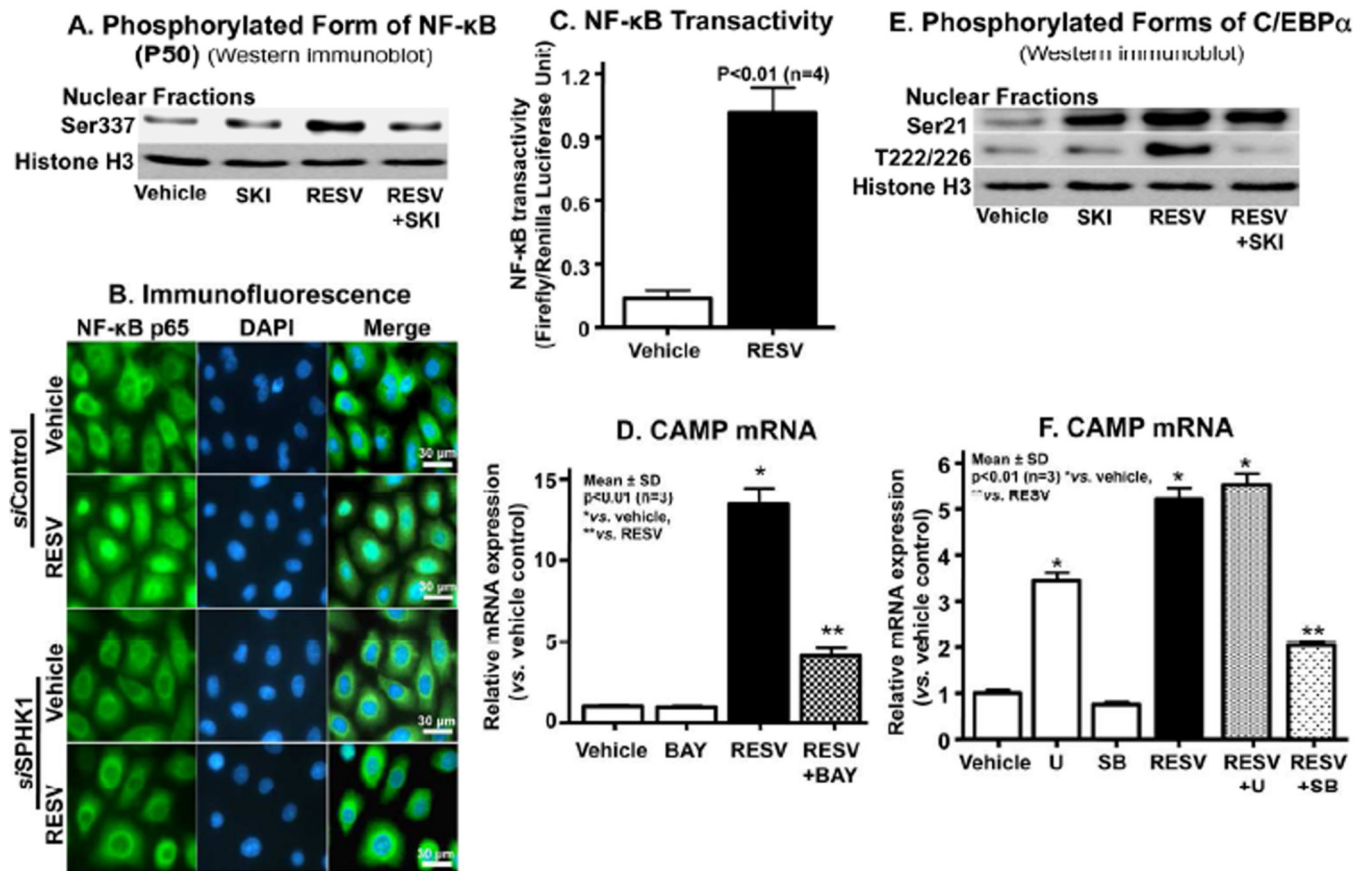 A. Phosphorylated Form of NF-κB
(P50) (Western immunoblot)
Nuclear Fractions
Ser337
Histone H3
Vehicle SKI RESV RESV
+SKI
B. Immunofluorescence
NF-κB p65 DAPI Merge
siControl
Vehicle
30 µm
RESV
30 µm
siSPHK1
Vehicle
30 µm
RESV
30 µm
C. NF-κB Transactivity
NF-κB transactivity
(Firefly/Renilla Luciferase Unit)
1.2
0.9
0.6
0.3
0
P<0.01 (n=4)
Vehicle RESV
D. CAMP mRNA
Relative mRNA expression
(vs. vehicle control)
15
10
5
0
Mean ± SD
p<0.01 (n=3)
*vs. vehicle,
**vs. RESV
*
**
Vehicle BAY RESV RESV
+BAY
E. Phosphorylated Forms of C/EBPα
(Western immunoblot)
Nuclear Fractions
Ser21
T222/226
Histone H3
Vehicle SKI RESV RESV
+SKI
F. CAMP mRNA
Relative mRNA expression
(vs. vehicle control)
6
5
4
3
2
1
0
Mean ± SD
p<0.01 (n=3) *vs. vehicle,
**vs. RESV
*
*
*
**
Vehicle U SB RESV RESV RESV
+U +SB